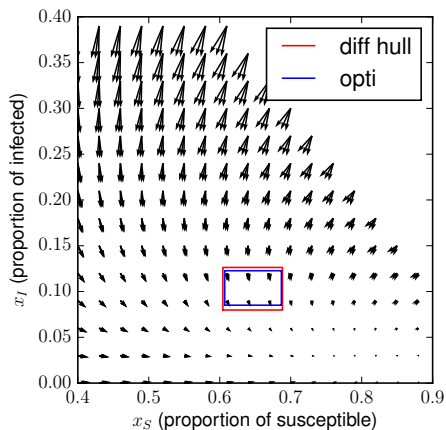 0.40
0.35
0.30
0.25
0.20
0.15
0.10
0.05
0.00
x_I (proportion of infected)
diff hull
opti
0.4 0.5 0.6 0.7 0.8 0.9
x_S (proportion of susceptible)